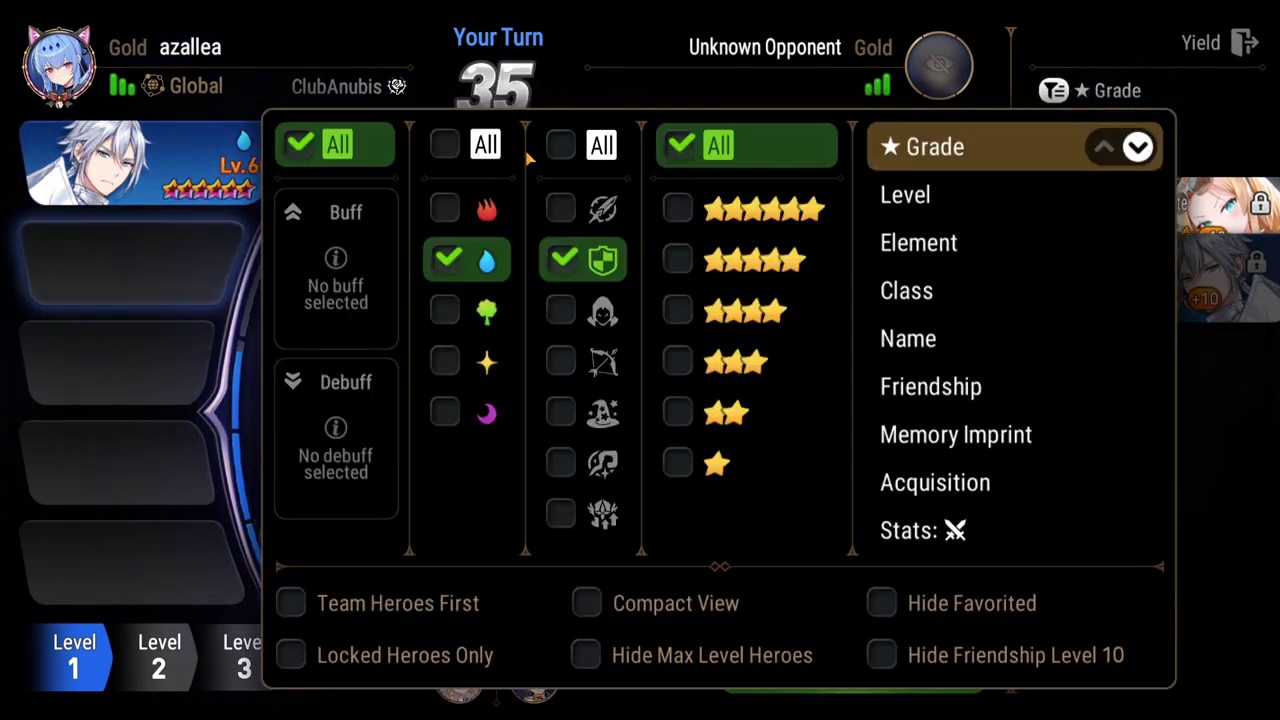 Gold azallea
Global
ClubAnubis
Your Turn
35
Unknown Opponent Gold
Yield
★ Grade
Lv.6
All
Buff
No buff
selected
Debuff
No debuff
selected
All
All
All
★ Grade
Level
Element
Class
Name
Friendship
Memory Imprint
Acquisition
Stats:
+10
Team Heroes First
Compact View
Hide Favorited
Locked Heroes Only
Hide Max Level Heroes
Hide Friendship Level 10
Level
1
Level
2
Leve
3